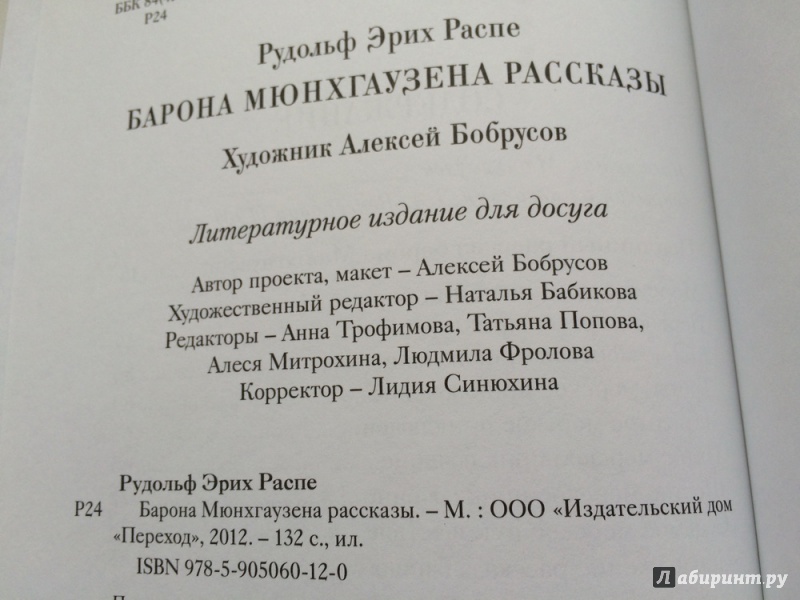 ББК 84(
Р24
Рудольф Эрих Распе
БАРОНА МЮНХГАУЗЕНА РАССКАЗЫ
Художник Алексей Бобрусов
Литературное издание для досуга
Автор проекта, макет – Алексей Бобрусов
Художественный редактор – Наталья Бабикова
Редакторы – Анна Трофимова, Татьяна Попова,
Алеся Митрохина, Людмила Фролова
Корректор – Лидия Синюхина
Рудольф Эрих Распе
Р24 Барона Мюнхгаузена рассказы. – М. : ООО «Издательский дом
«Переход», 2012. – 132 с., ил.
ISBN 978-5-905060-12-0
Лабиринт.ру